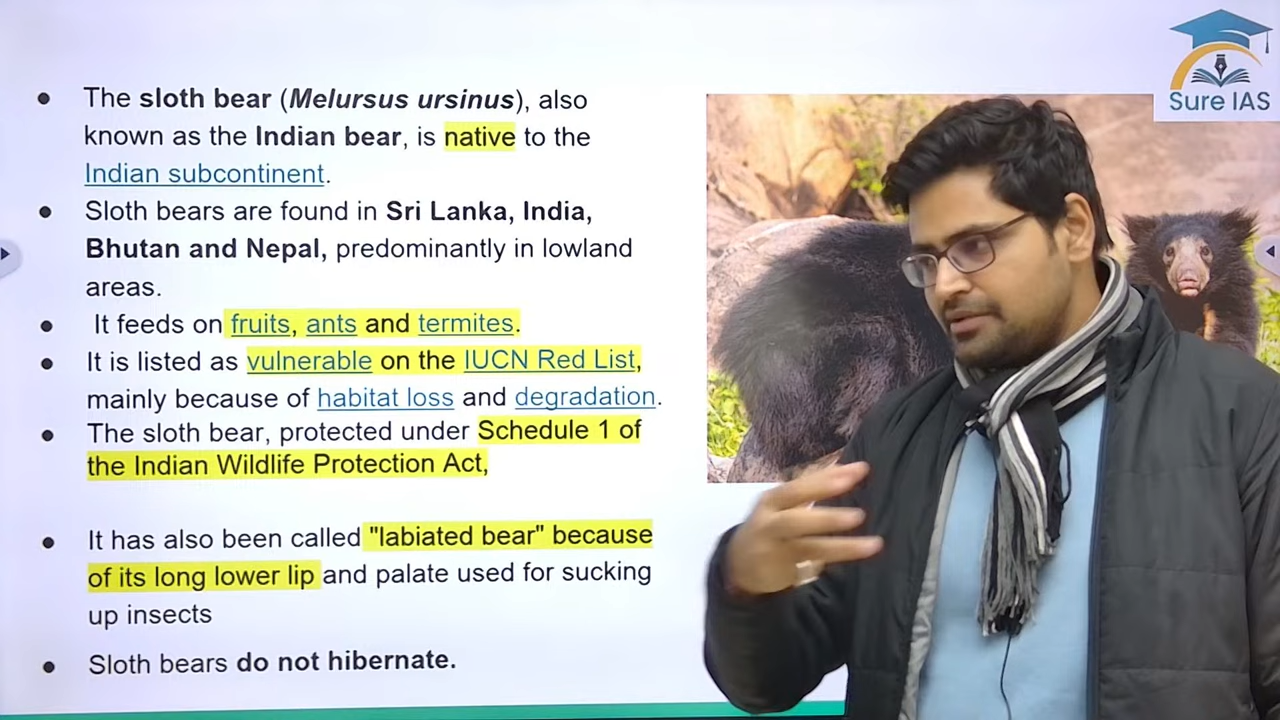 The sloth bear (Melursus ursinus), also
known as the Indian bear, is native to the
Indian subcontinent.
Sloth bears are found in Sri Lanka, India,
Bhutan and Nepal, predominantly in lowland
areas.
It feeds on fruits, ants and termites.
It is listed as vulnerable on the IUCN Red List,
mainly because of habitat loss and degradation.
The sloth bear, protected under Schedule 1 of
the Indian Wildlife Protection Act,
It has also been called "labiated bear" because
of its long lower lip and palate used for sucking
up insects
Sloth bears do not hibernate.
Sure IAS